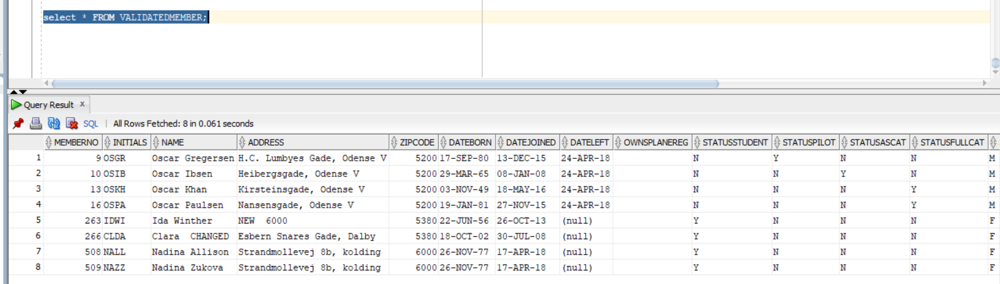 select * FROM VALIDATEDMEMBER;
Query Result x
SQL | All Rows Fetched: 8 in 0.061 seconds
MEMBERNO INITIALS NAME ADDRESS ZIPCODE DATEBORN DATEJOINED DATELEFT OWNSPLANEREG STATUSSTUDENT STATUSPILOT STATUSASCAT STATUSFULLCAT
1 9 OSGR Oscar Gregersen H.C. Lumbyes Gade, Odense V 5200 17-SEP-80 13-DEC-15 24-APR-18 N Y N N M
2 10 OSIB Oscar Ibsen Heibergsgade, Odense V 5200 29-MAR-65 08-JAN-08 24-APR-18 N N Y N M
3 13 OSKH Oscar Khan Kirsteinsgade, Odense V 5200 03-NOV-49 18-MAY-16 24-APR-18 N N N Y M
4 16 OSPA Oscar Paulsen Nansensgade, Odense V 5200 19-JAN-81 27-NOV-15 24-APR-18 N N N Y M
5 263 IDWI Ida Winther NEW  6000 5380 22-JUN-56 26-OCT-13 (null) Y N N N F
6 266 CLDA Clara  CHANGED Esbern Snares Gade, Dalby 5380 18-OCT-02 30-JUL-08 (null) Y N N N F
7 508 NALL Nadina Allison Strandmollevej 8b, kolding 6000 26-NOV-77 17-APR-18 (null) Y N N N F
8 509 NAZZ Nadina Zukova Strandmollevej 8b, kolding 6000 26-NOV-77 17-APR-18 (null) Y N N N F